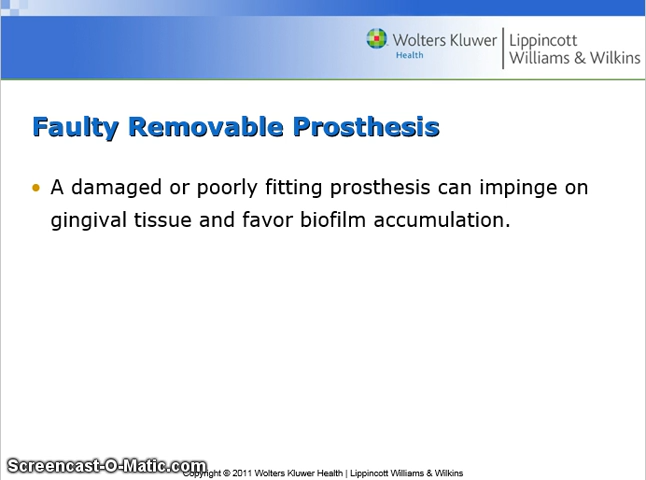 Wolters Kluwer
Health
Lippincott
Williams & Wilkins
Faulty Removable Prosthesis
• A damaged or poorly fitting prosthesis can impinge on
gingival tissue and favor biofilm accumulation.
Screencast-O-Matic.com
Copyright © 2011 Wolters Kluwer Health | Lippincott Williams & Wilkins